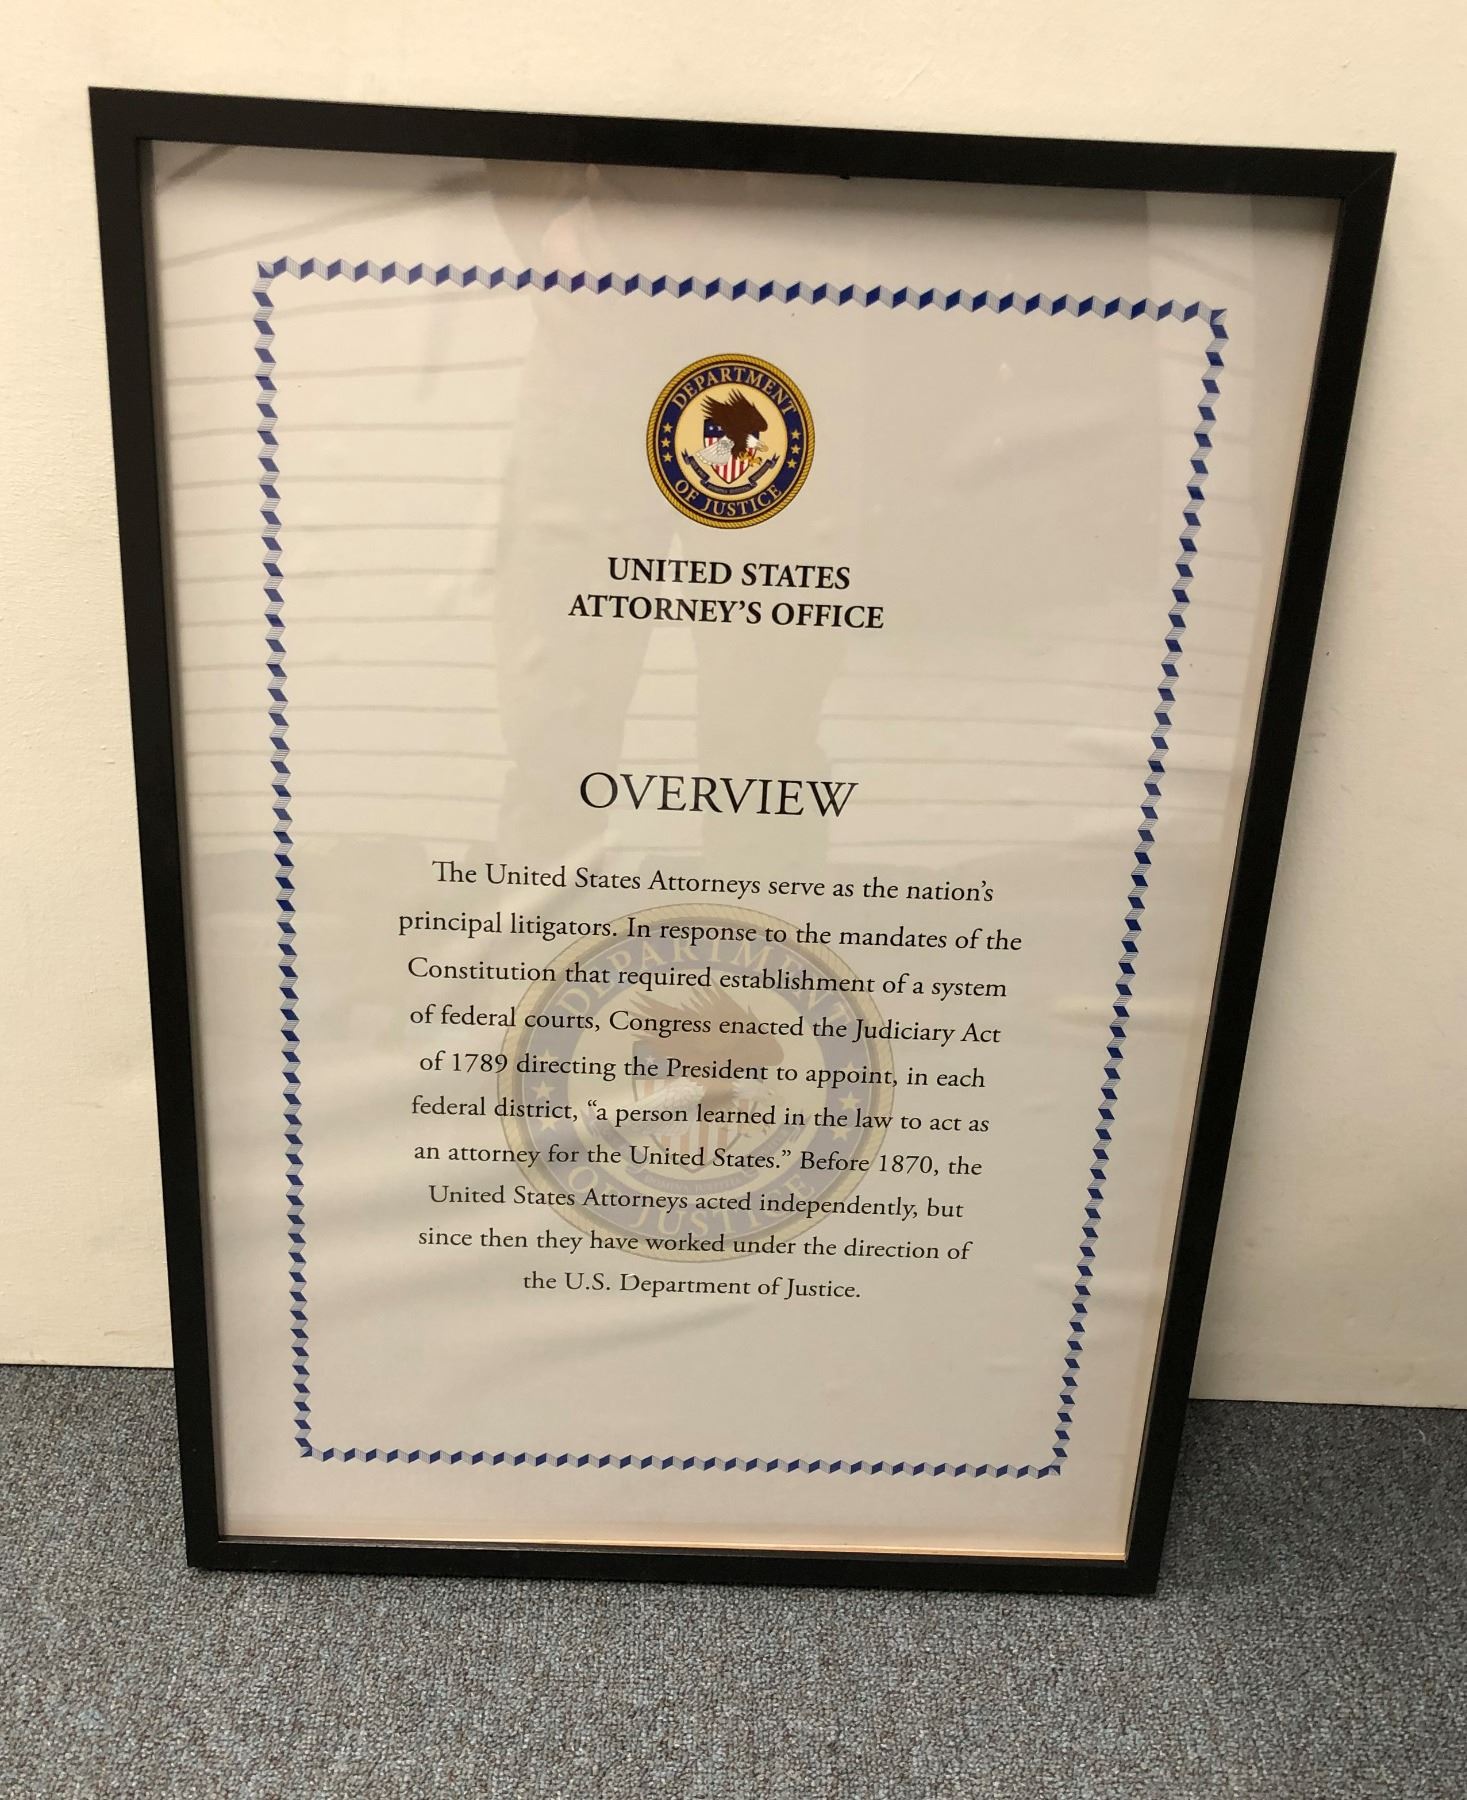 DEPARTMENT
OF JUSTICE
UNITED STATES
ATTORNEY’S OFFICE
OVERVIEW
The United States Attorneys serve as the nation’s
principal litigators. In response to the mandates of the
Constitution that required establishment of a system
of federal courts, Congress enacted the Judiciary Act
of 1789 directing the President to appoint, in each
federal district, “a person learned in the law to act as
an attorney for the United States.” Before 1870, the
United States Attorneys acted independently, but
since then they have worked under the direction of
the U.S. Department of Justice.
DEPARTMENT
OF JUSTICE